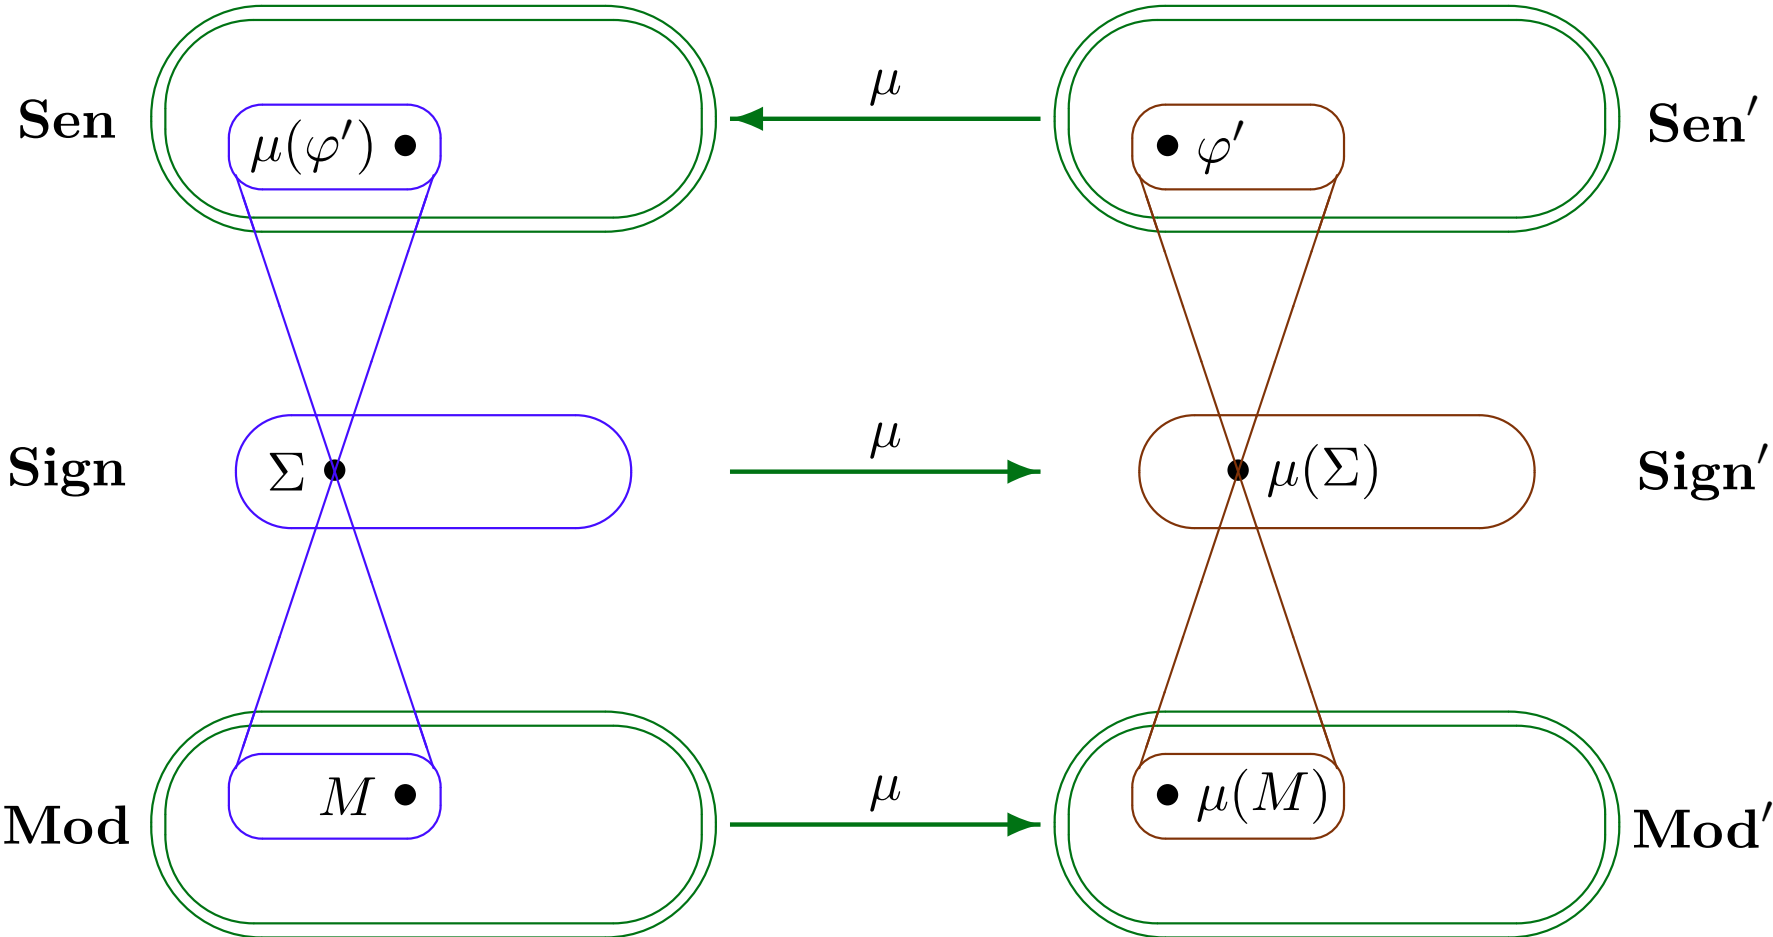 μ
Sen μ(φ′) φ′ Sen′
μ
Sign Σ μ(Σ) Sign′
μ
Mod M μ(M) Mod′